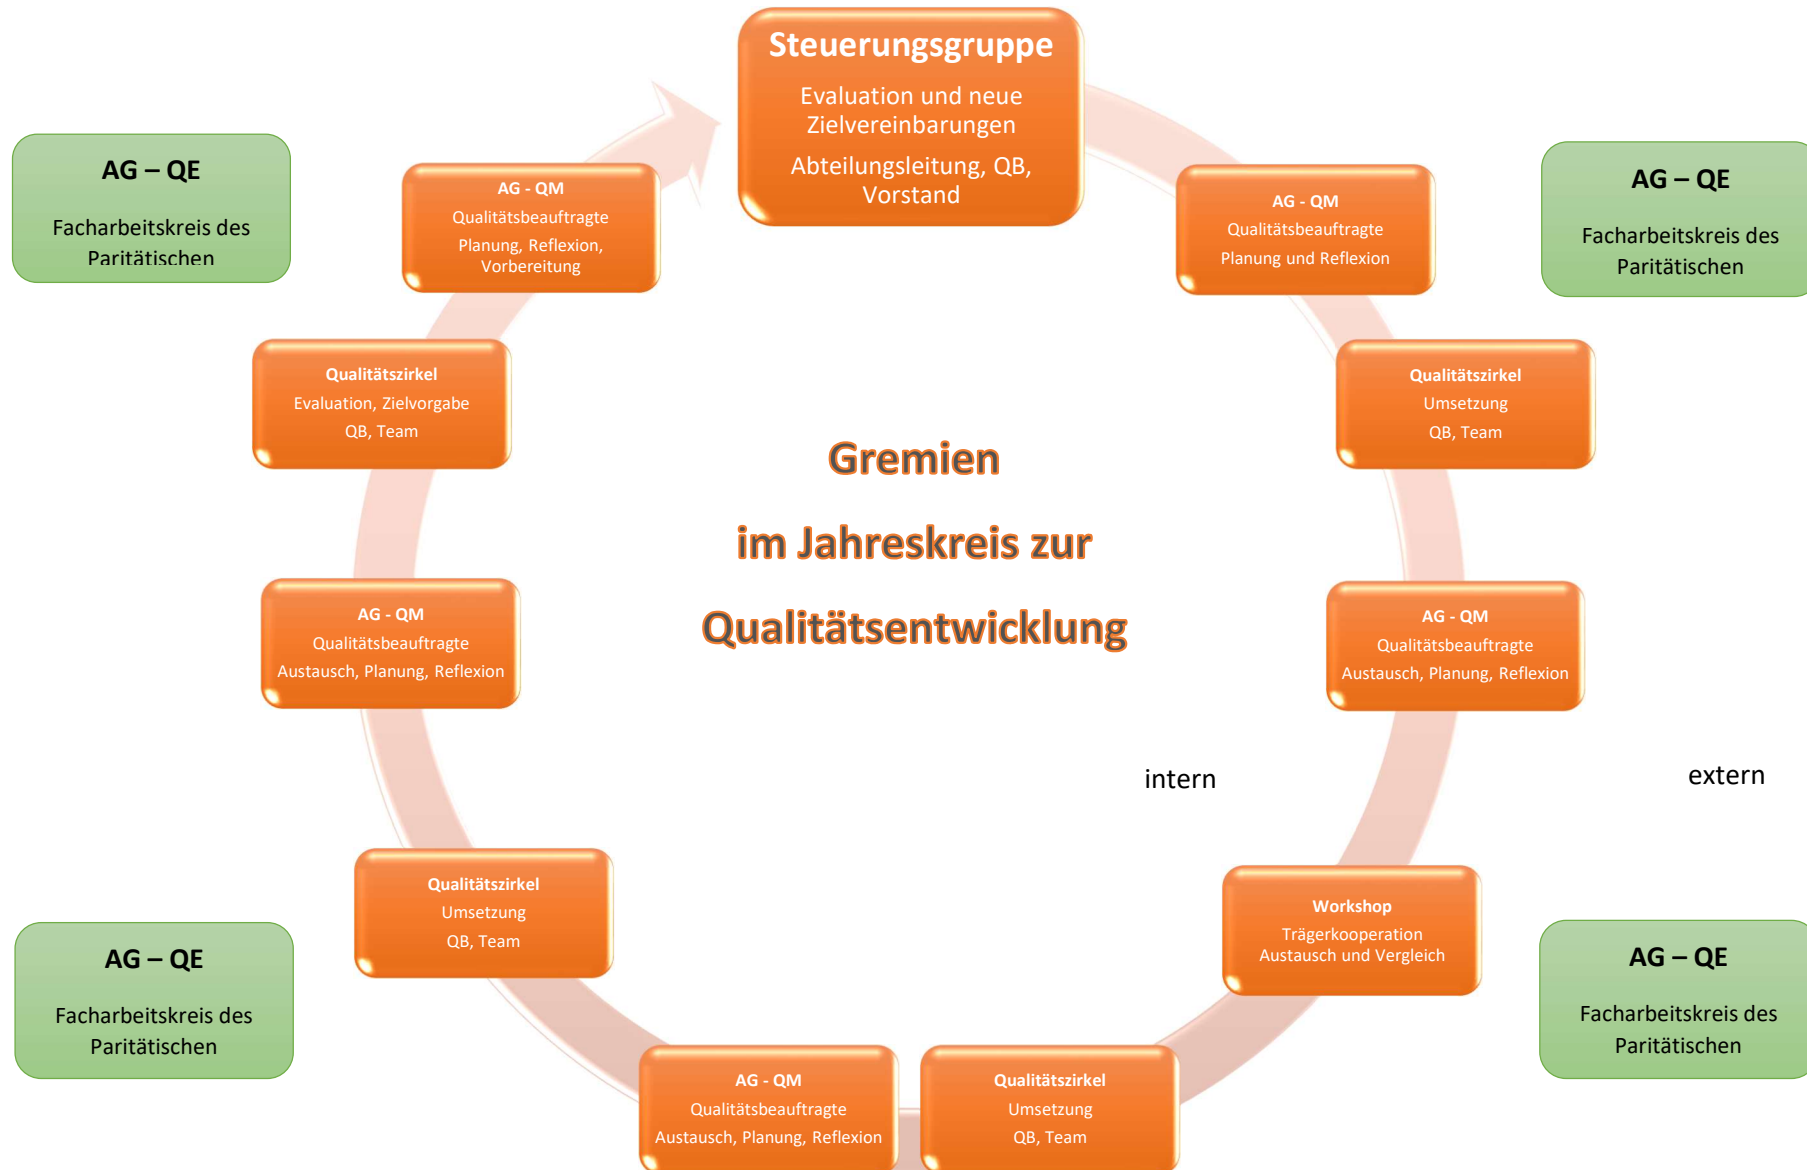 Steuerungsgruppe
Evaluation und neue
Zielvereinbarungen
Abteilungsleitung, QB,
Vorstand
AG - QM
Qualitätsbeauftragte
Planung und Reflexion
Qualitätszirkel
Umsetzung
QB, Team
AG - QM
Qualitätsbeauftragte
Austausch, Planung, Reflexion
Workshop
Trägerkooperation
Austausch und Vergleich
Qualitätszirkel
Umsetzung
QB, Team
AG - QM
Qualitätsbeauftragte
Austausch, Planung, Reflexion
Qualitätszirkel
Umsetzung
QB, Team
AG - QM
Qualitätsbeauftragte
Austausch, Planung, Reflexion
Qualitätszirkel
Evaluation, Zielvorgabe
QB, Team
AG - QM
Qualitätsbeauftragte
Planung, Reflexion,
Vorbereitung
Gremien
im Jahreskreis zur
Qualitätsentwicklung
intern
extern
AG – QE
Facharbeitskreis des
Paritätischen
AG – QE
Facharbeitskreis des
Paritätischen
AG – QE
Facharbeitskreis des
Paritätischen
AG – QE
Facharbeitskreis des
Paritätischen